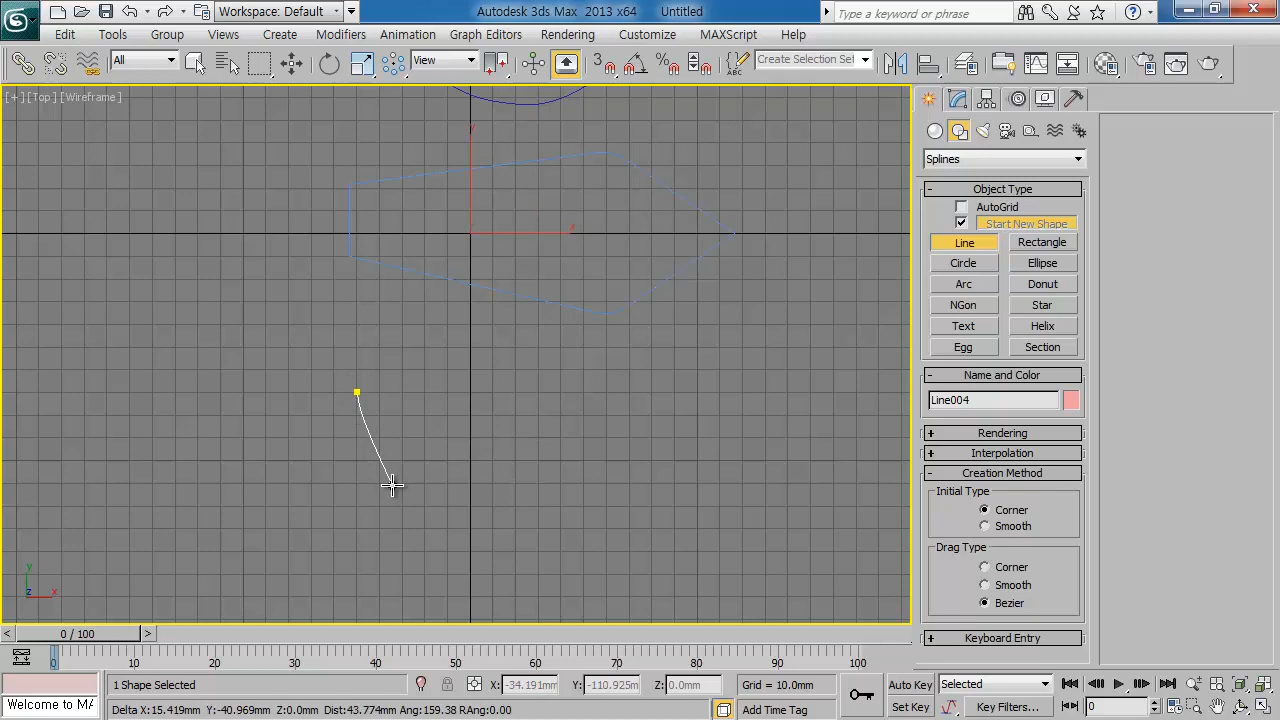 Workspace: Default
Autodesk 3ds Max 2013 x64 Untitled
Type a keyword or phrase
Edit Tools Group Views Create Modifiers Animation Graph Editors Rendering Customize MAXScript Help
All
View
3
Create Selection Set
[+][Top][Wireframe]
y
x
Splines
- Object Type
AutoGrid
Start New Shape
Line Rectangle
Circle Ellipse
Arc Donut
NGon Star
Text Helix
Egg Section
- Name and Color
Line004
+ Rendering
+ Interpolation
- Creation Method
Initial Type
Corner
Smooth
Drag Type
Corner
Smooth
Bezier
+ Keyboard Entry
y
z x
< 0 / 100 >
0 10 20 30 40 50 60 70 80 90 100
1 Shape Selected
X: -34.191mm Y: -110.925m Z: 0.0mm Grid = 10.0mm
Auto Key Selected
Welcome to MA
Delta X:15.419mm Y:-40.969mm Z:0.0mm Dist:43.774mm Ang:159.38 RAng:0.00
Add Time Tag
Set Key Key Filters... 0